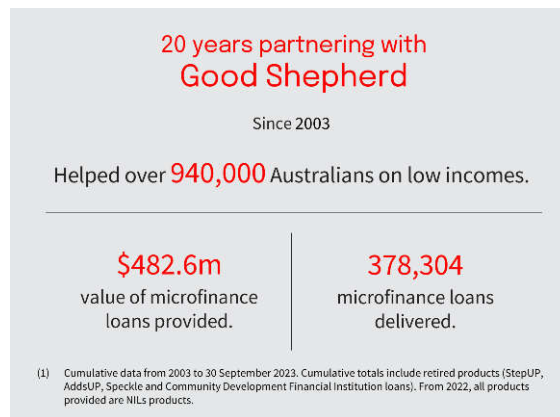 20 years partnering with
Good Shepherd
Since 2003
Helped over 940,000 Australians on low incomes.
$482.6m
value of microfinance
loans provided.
378,304
microfinance loans
delivered.
(1) Cumulative data from 2003 to 30 September 2023. Cumulative totals include retired products (StepUP,
AddsUP, Speckle and Community Development Financial Institution loans). From 2022, all products
provided are NILs products.